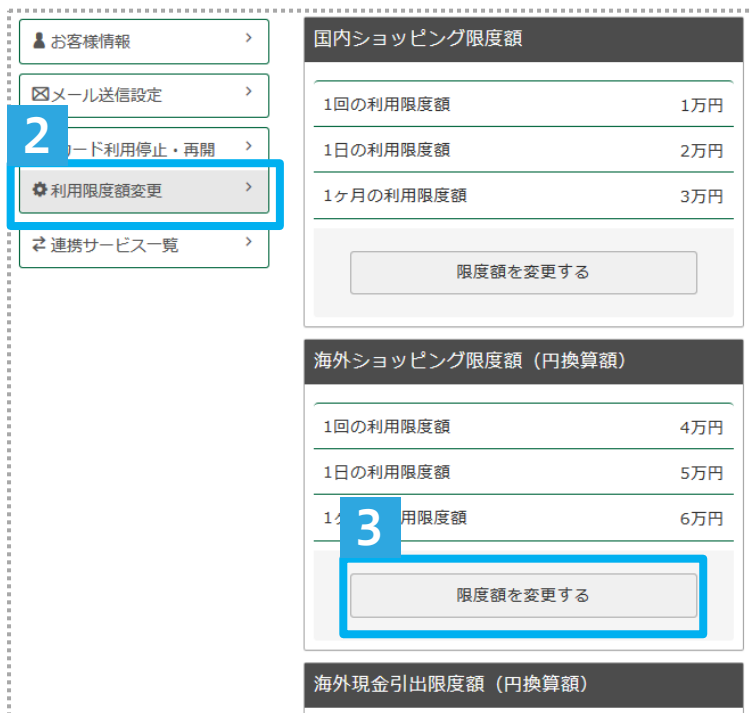 お客様情報
メール送信設定
2
ード利用停止・再開
利用限度額変更
連携サービス一覧
国内ショッピング限度額
1回の利用限度額 1万円
1日の利用限度額 2万円
1ヶ月の利用限度額 3万円
限度額を変更する
海外ショッピング限度額（円換算額）
1回の利用限度額 4万円
1日の利用限度額 5万円
1 用限度額 6万円
3
限度額を変更する
海外現金引出限度額（円換算額）